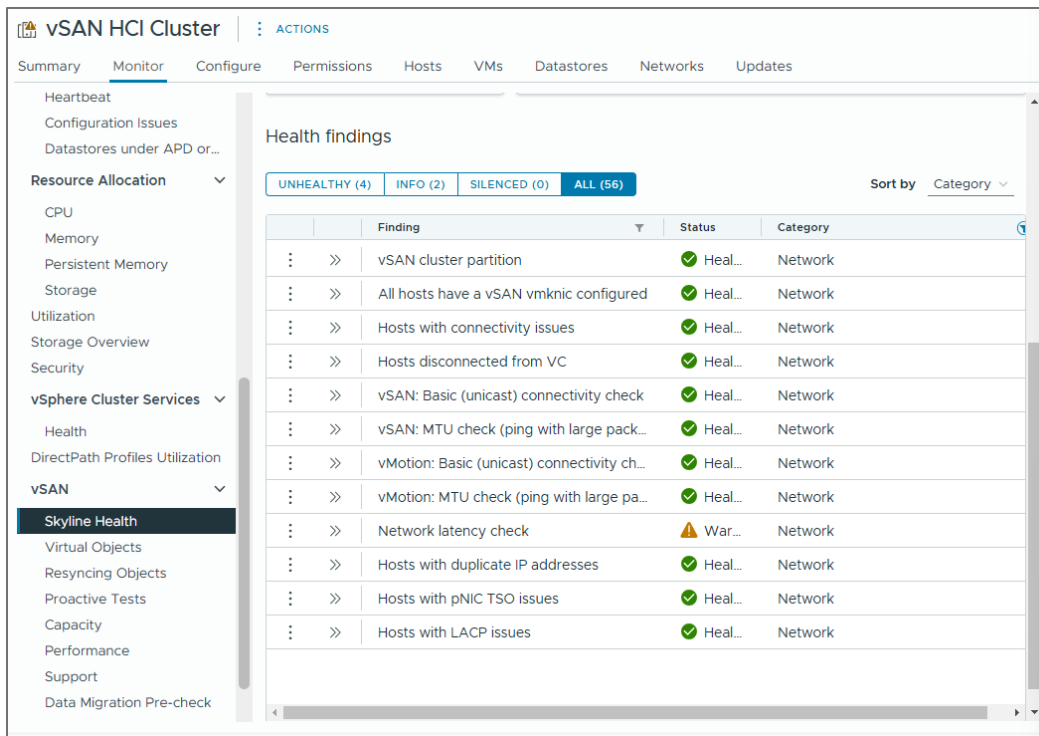 vSAN HCI Cluster ACTIONS
Summary Monitor Configure Permissions Hosts VMs Datastores Networks Updates
Heartbeat
Configuration Issues
Datastores under APD or...
Resource Allocation
CPU
Memory
Persistent Memory
Storage
Utilization
Storage Overview
Security
vSphere Cluster Services
Health
DirectPath Profiles Utilization
vSAN
Skyline Health
Virtual Objects
Resyncing Objects
Proactive Tests
Capacity
Performance
Support
Data Migration Pre-check
Health findings
UNHEALTHY (4) INFO (2) SILENCED (0) ALL (56) Sort by Category
Finding Status Category
vSAN cluster partition Heal... Network
All hosts have a vSAN vmknic configured Heal... Network
Hosts with connectivity issues Heal... Network
Hosts disconnected from VC Heal... Network
vSAN: Basic (unicast) connectivity check Heal... Network
vSAN: MTU check (ping with large pack... Heal... Network
vMotion: Basic (unicast) connectivity ch... Heal... Network
vMotion: MTU check (ping with large pa... Heal... Network
Network latency check War... Network
Hosts with duplicate IP addresses Heal... Network
Hosts with pNIC TSO issues Heal... Network
Hosts with LACP issues Heal... Network